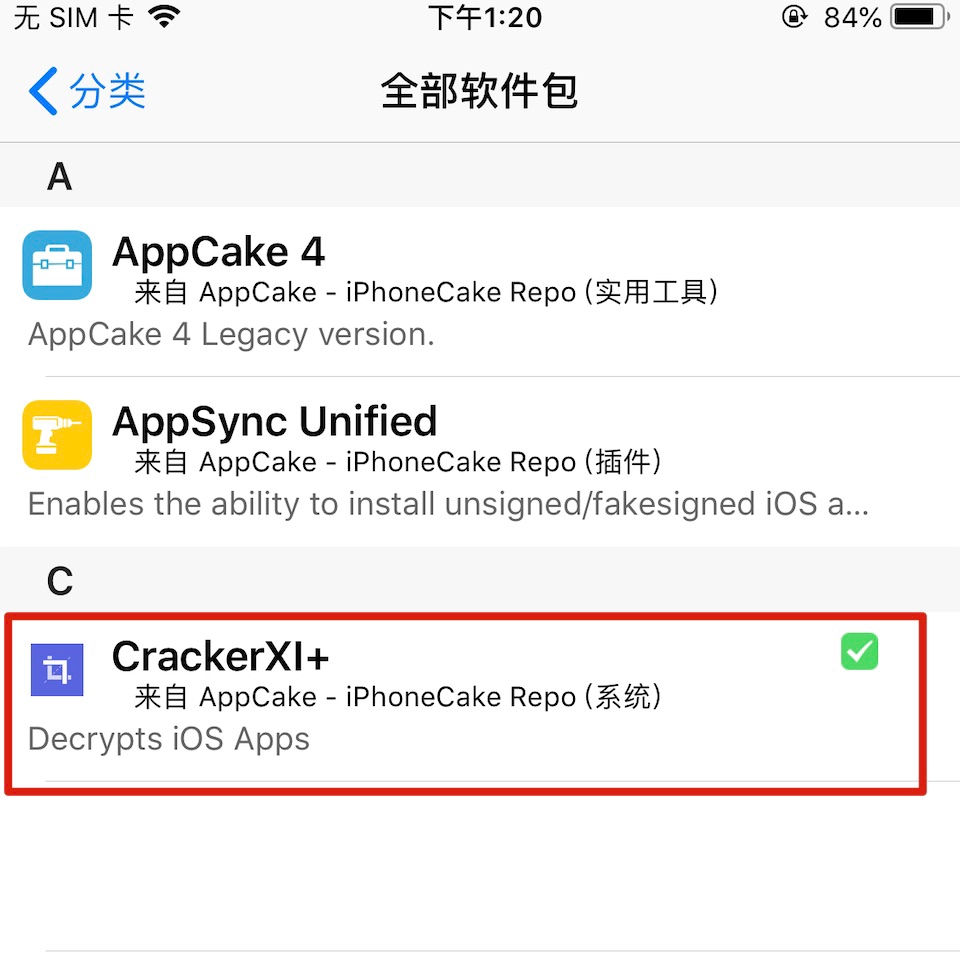 无 SIM 卡 下午1:20 84%
分类 全部软件包
A
AppCake 4
来自 AppCake - iPhoneCake Repo (实用工具)
AppCake 4 Legacy version.
AppSync Unified
来自 AppCake - iPhoneCake Repo (插件)
Enables the ability to install unsigned/fakesigned iOS a...
C
CrackerXI+
来自 AppCake - iPhoneCake Repo (系统)
Decrypts iOS Apps